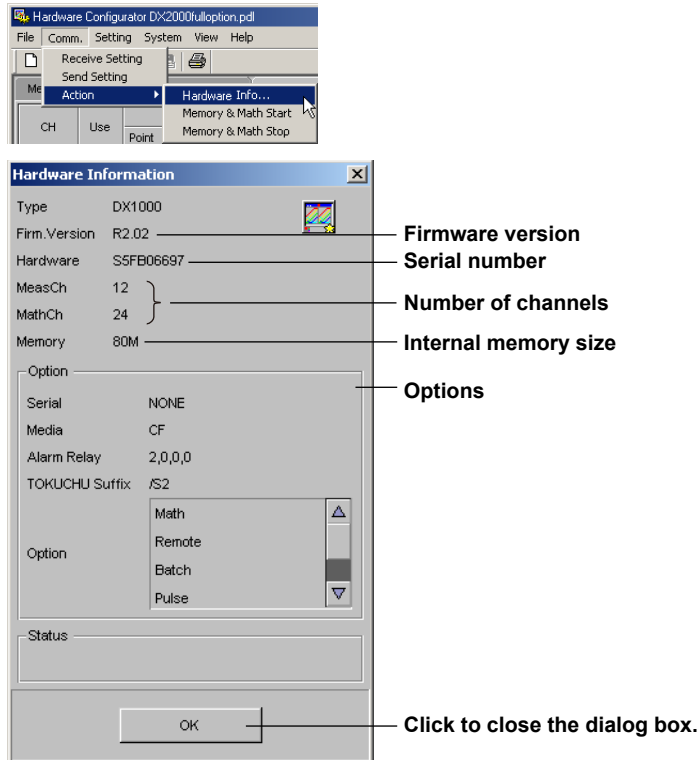 Hardware Configurator DX2000fulloption.pdl
File Comm. Setting System View Help
Receive Setting
Send Setting
Me
Action
Hardware Info...
Memory & Math Start
Memory & Math Stop
CH Use Point
Hardware Information
Type DX1000
Firm.Version R2.02 Firmware version
Hardware S5FB06697 Serial number
MeasCh 12
Number of channels
MathCh 24
Memory 80M Internal memory size
Option
Options
Serial NONE
Media CF
Alarm Relay 2,0,0,0
TOKUCHU Suffix /S2
Option
Math
Remote
Batch
Pulse
Status
OK Click to close the dialog box.